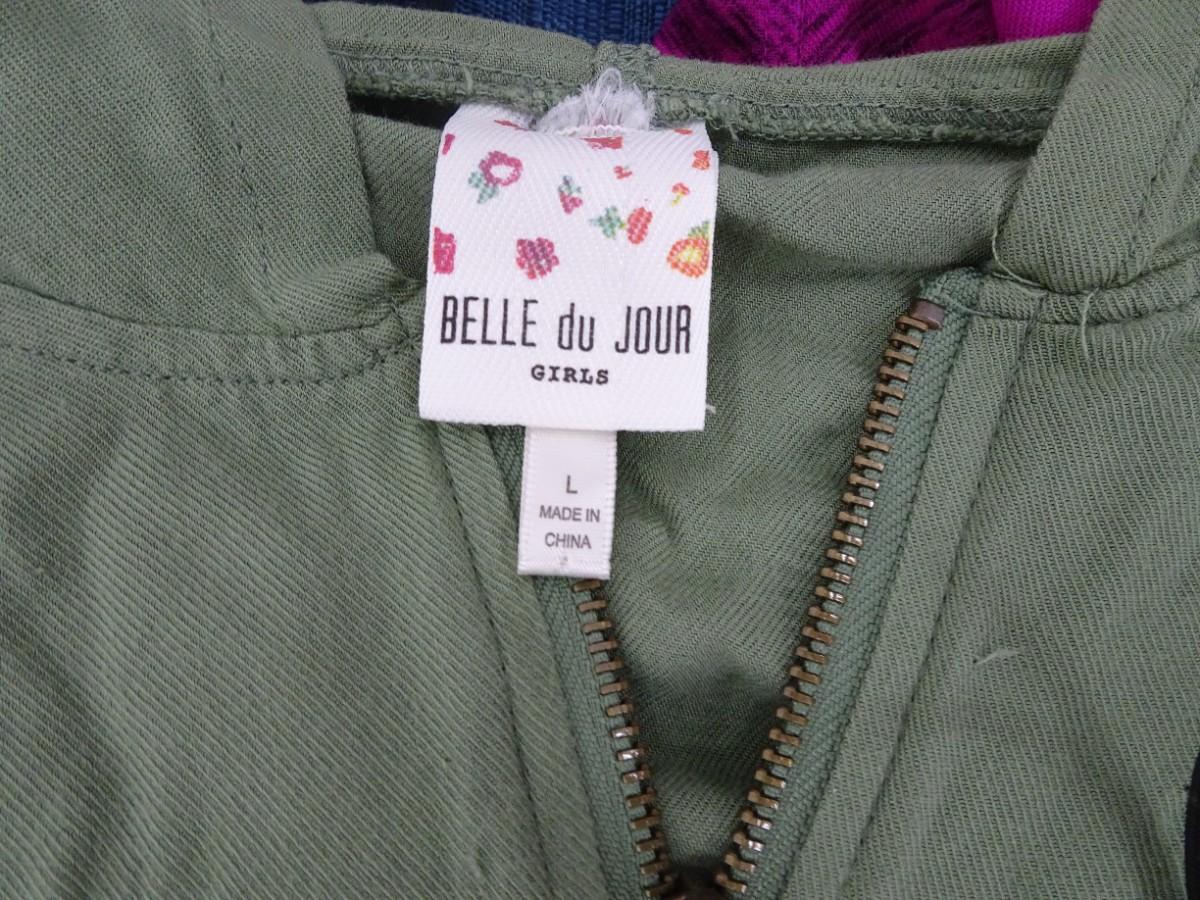 BELLE du JOUR
GIRLS
L
MADE IN
CHINA